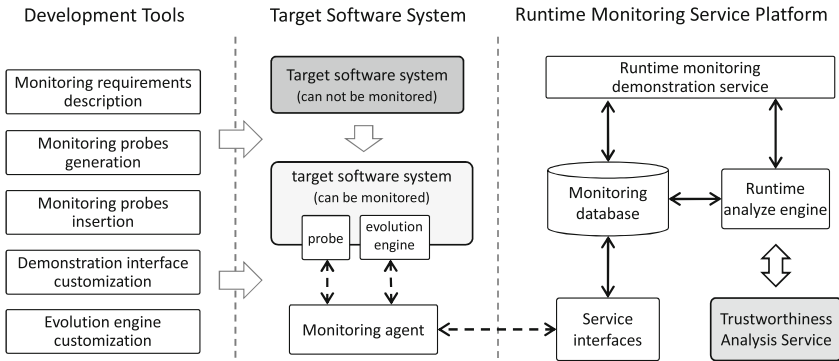 Development Tools
Target Software System
Runtime Monitoring Service Platform
Monitoring requirements
description
Monitoring probes
generation
Monitoring probes
insertion
Demonstration interface
customization
Evolution engine
customization
Target software system
(can not be monitored)
target software system
(can be monitored)
probe
evolution
engine
Monitoring agent
Runtime monitoring
demonstration service
Monitoring
database
Runtime
analyze engine
Service
interfaces
Trustworthiness
Analysis Service